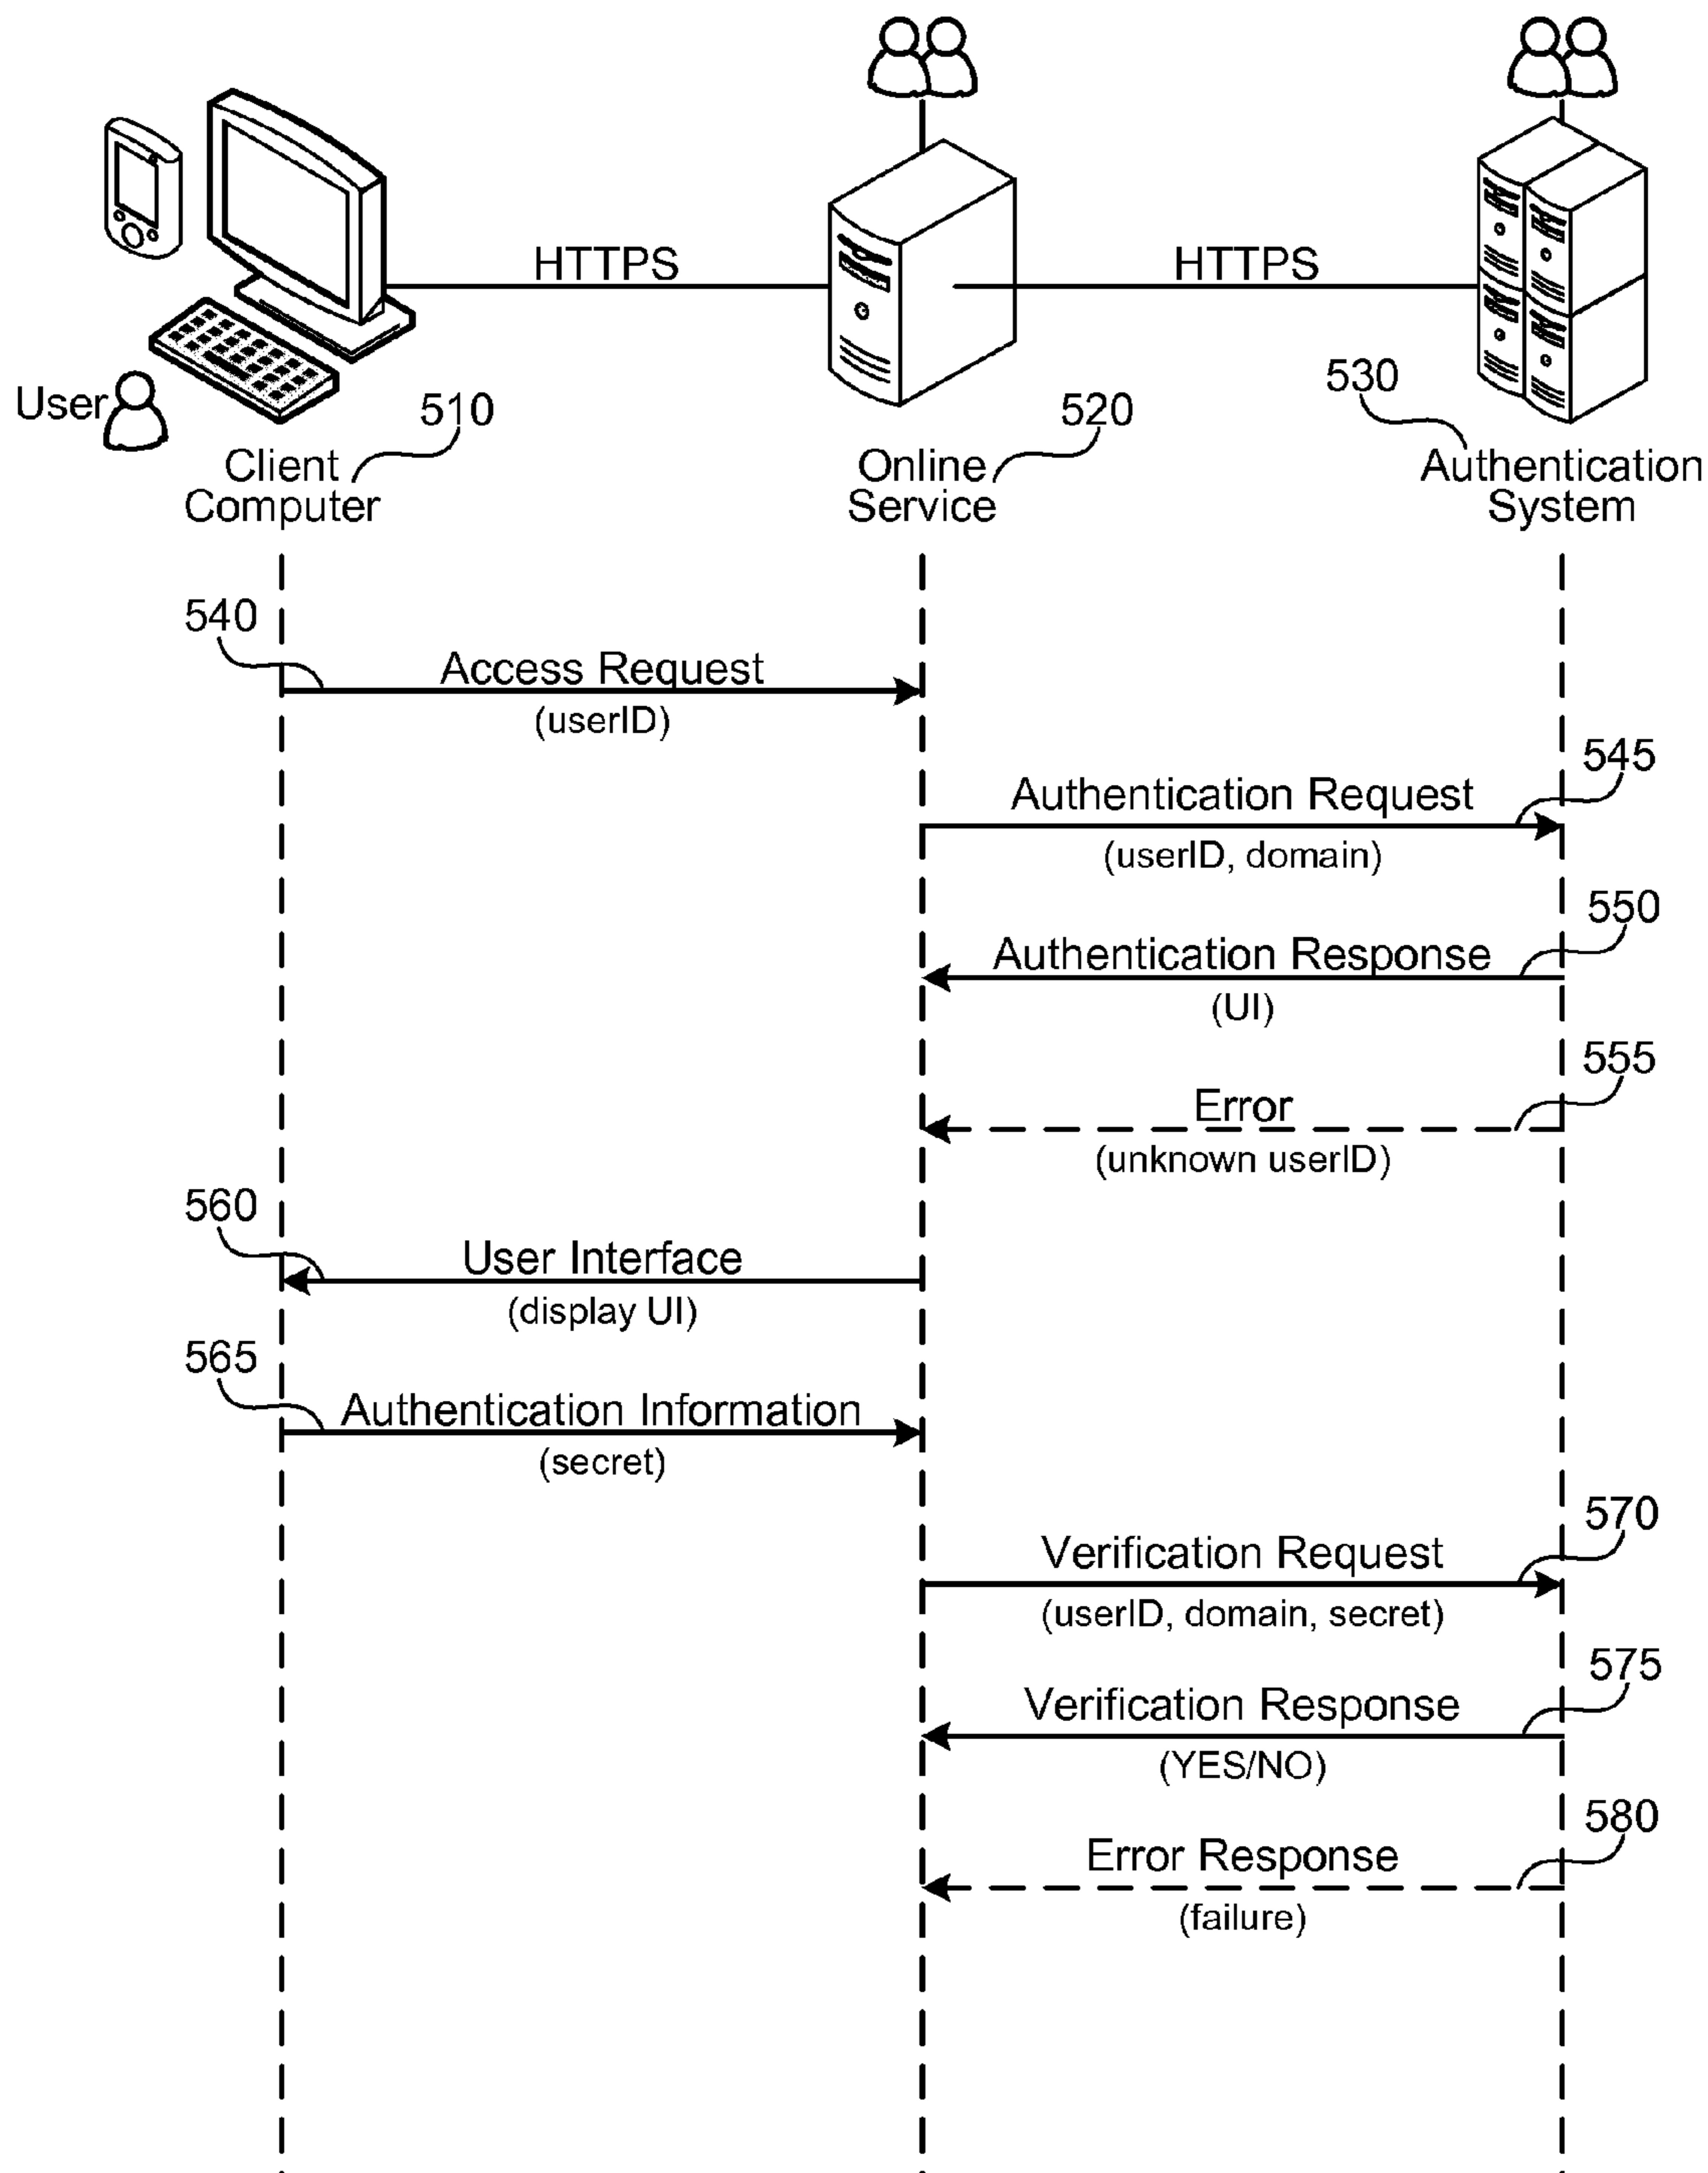 HTTPS
HTTPS
User
510
520
530
Client
Computer
Online
Service
Authentication
System
540
Access Request
(userID)
545
Authentication Request
(userID, domain)
550
Authentication Response
(UI)
555
Error
(unknown userID)
560
User Interface
(display UI)
565
Authentication Information
(secret)
570
Verification Request
(userID, domain, secret)
575
Verification Response
(YES/NO)
580
Error Response
(failure)